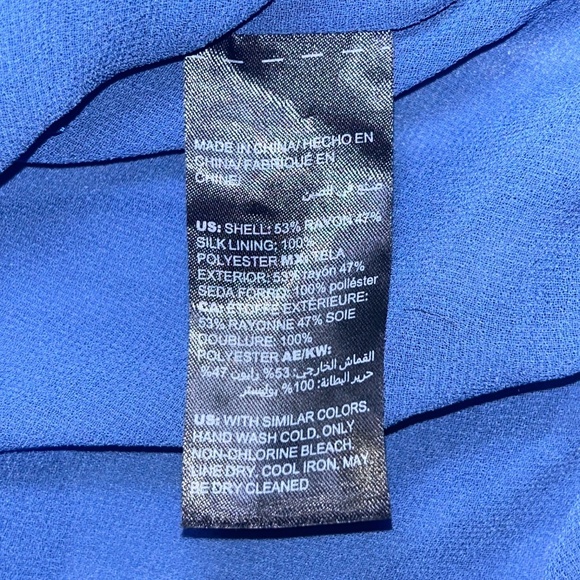 MADE IN CHINA/ HECHO EN
CHINA/ FABRIQUÉ EN
CHINE/
صنع في الصين
US: SHELL: 53% RAYON 47%
SILK LINING; 100%
POLYESTER MX: TELA
EXTERIOR: 53% rayón 47%
SEDA FORRO: 100% poliéster
CA: ÉTOFFE EXTÉRIEURE:
53% RAYONNE 47% SOIE
DOUBLURE: 100%
POLYESTER AE/KW:
القماش الخارجي: 53% رايون 47%
حرير البطانة: 100% بوليستر
US: WITH SIMILAR COLORS.
HAND WASH COLD. ONLY
NON-CHLORINE BLEACH.
LINE DRY. COOL IRON. MAY
BE DRY CLEANED